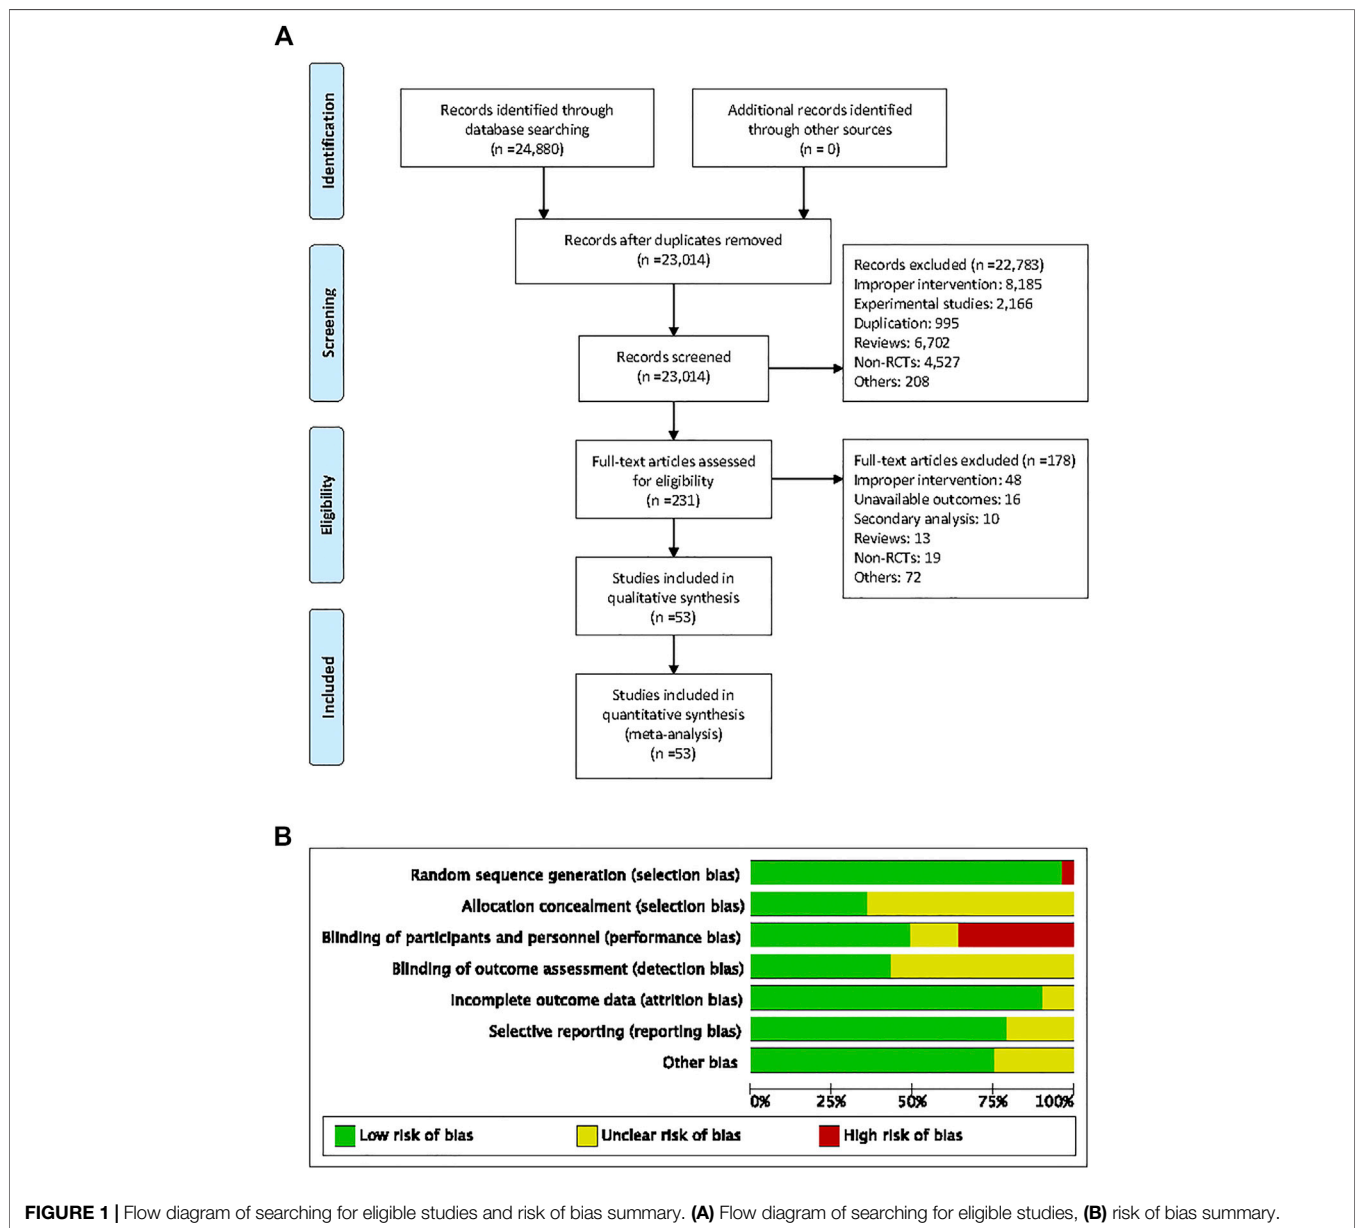 A
Identification
Records identified through
database searching
(n =24,880)
Additional records identified
through other sources
(n = 0)
Records after duplicates removed
(n =23,014)
Screening
Records screened
(n =23,014)
Records excluded (n =22,783)
Improper intervention: 8,185
Experimental studies: 2,166
Duplication: 995
Reviews: 6,702
Non-RCTs: 4,527
Others: 208
Eligibility
Full-text articles assessed
for eligibility
(n =231)
Full-text articles excluded (n =178)
Improper intervention: 48
Unavailable outcomes: 16
Secondary analysis: 10
Reviews: 13
Non-RCTs: 19
Others: 72
Studies included in
qualitative synthesis
(n =53)
Included
Studies included in
quantitative synthesis
(meta-analysis)
(n =53)
B
Random sequence generation (selection bias)
Allocation concealment (selection bias)
Blinding of participants and personnel (performance bias)
Blinding of outcome assessment (detection bias)
Incomplete outcome data (attrition bias)
Selective reporting (reporting bias)
Other bias
0% 25% 50% 75% 100%
Low risk of bias Unclear risk of bias High risk of bias
FIGURE 1 | Flow diagram of searching for eligible studies and risk of bias summary. (A) Flow diagram of searching for eligible studies, (B) risk of bias summary.